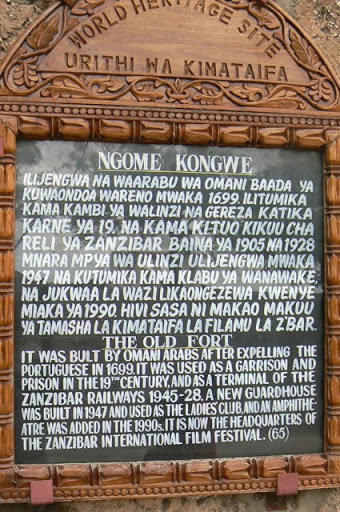 WORLD HERITAGE SITE
URITHI WA KIMATAIFA
NGOME KONGWE
ILIJENGWA NA WAARABU WA OMANI BAADA YA
KUWAONDOA WARENO MWAKA 1699. ILITUMIKA
KAMA KAMBI YA WALINZI NA GEREZA KATIKA
KARNE YA 19. NA KAMA KITUO KIKUU CHA
RELI YA ZANZIBAR BAINA YA 1905 NA 1928
MNARA MPYA WA ULINZI ULIJENGWA MWAKA
1947 NA KUTUMIKA KAMA KLABU YA WANAWAKE,
NA JUKWAA LA WAZI LIKAONGEZEWA KWENYE
MIAKA YA 1990 HIVI SASA NI MAKAO MAKUU
YA TAMASHA LA KIMATAIFA LA FILAMU LA Z'BAR.
THE OLD FORT
IT WAS BUILT BY OMANI ARABS AFTER EXPELLING THE
PORTUGUESE IN 1699. IT WAS USED AS A GARRISON AND
PRISON IN THE 19TH CENTURY, AND AS A TERMINAL OF THE
ZANZIBAR RAILWAYS 1945-28. A NEW GUARDHOUSE
WAS BUILT IN 1947 AND USED AS THE LADIES CLUB, AND AN AMPHITHE-
ATRE WAS ADDED IN THE 1990s. IT IS NOW THE HEADQUARTERS OF
THE ZANZIBAR INTERNATIONAL FILM FESTIVAL. (65)